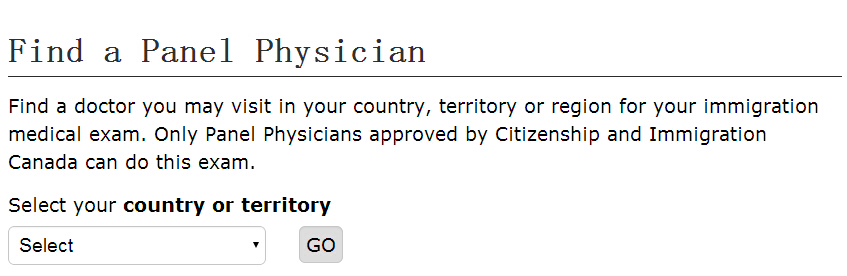 Find a Panel Physician
Find a doctor you may visit in your country, territory or region for your immigration
medical exam. Only Panel Physicians approved by Citizenship and Immigration
Canada can do this exam.
Select your country or territory
Select GO